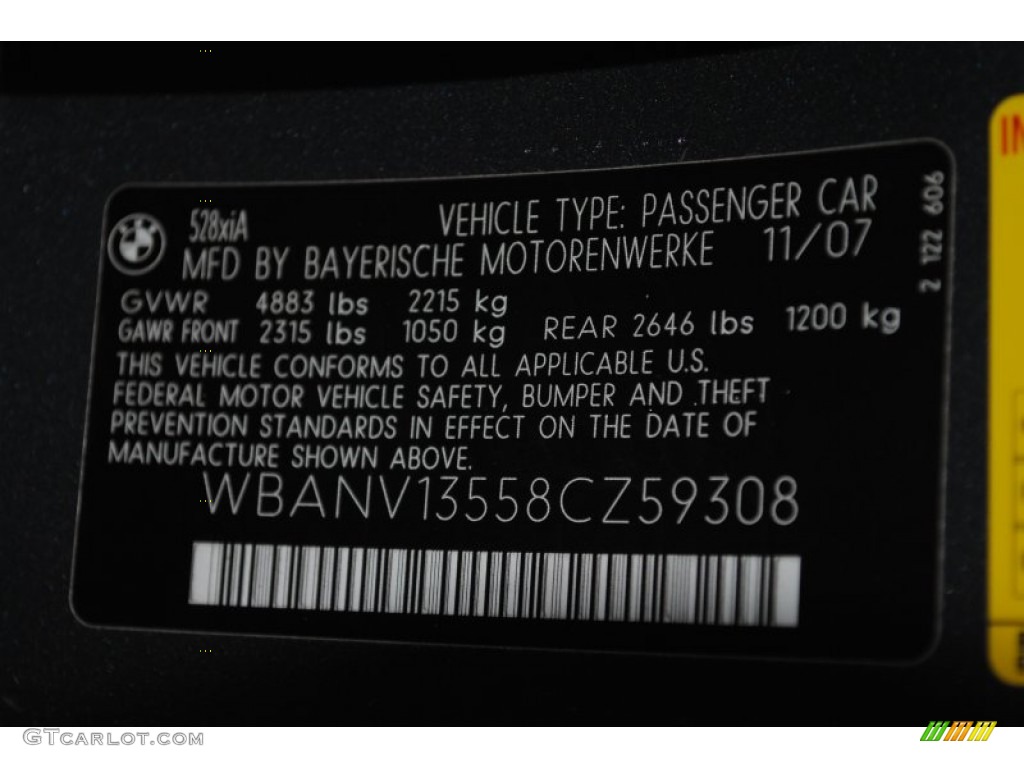 528xiA
VEHICLE TYPE: PASSENGER CAR
MFD BY BAYERISCHE MOTORENWERKE 11/07
GVWR 4883 lbs 2215 kg
GAWR FRONT 2315 lbs 1050 kg REAR 2646 lbs 1200 kg
THIS VEHICLE CONFORMS TO ALL APPLICABLE U.S.
FEDERAL MOTOR VEHICLE SAFETY, BUMPER AND THEFT
PREVENTION STANDARDS IN EFFECT ON THE DATE OF
MANUFACTURE SHOWN ABOVE.
WBANV13558CZ59308
2 122 606
GTCARLOT.COM